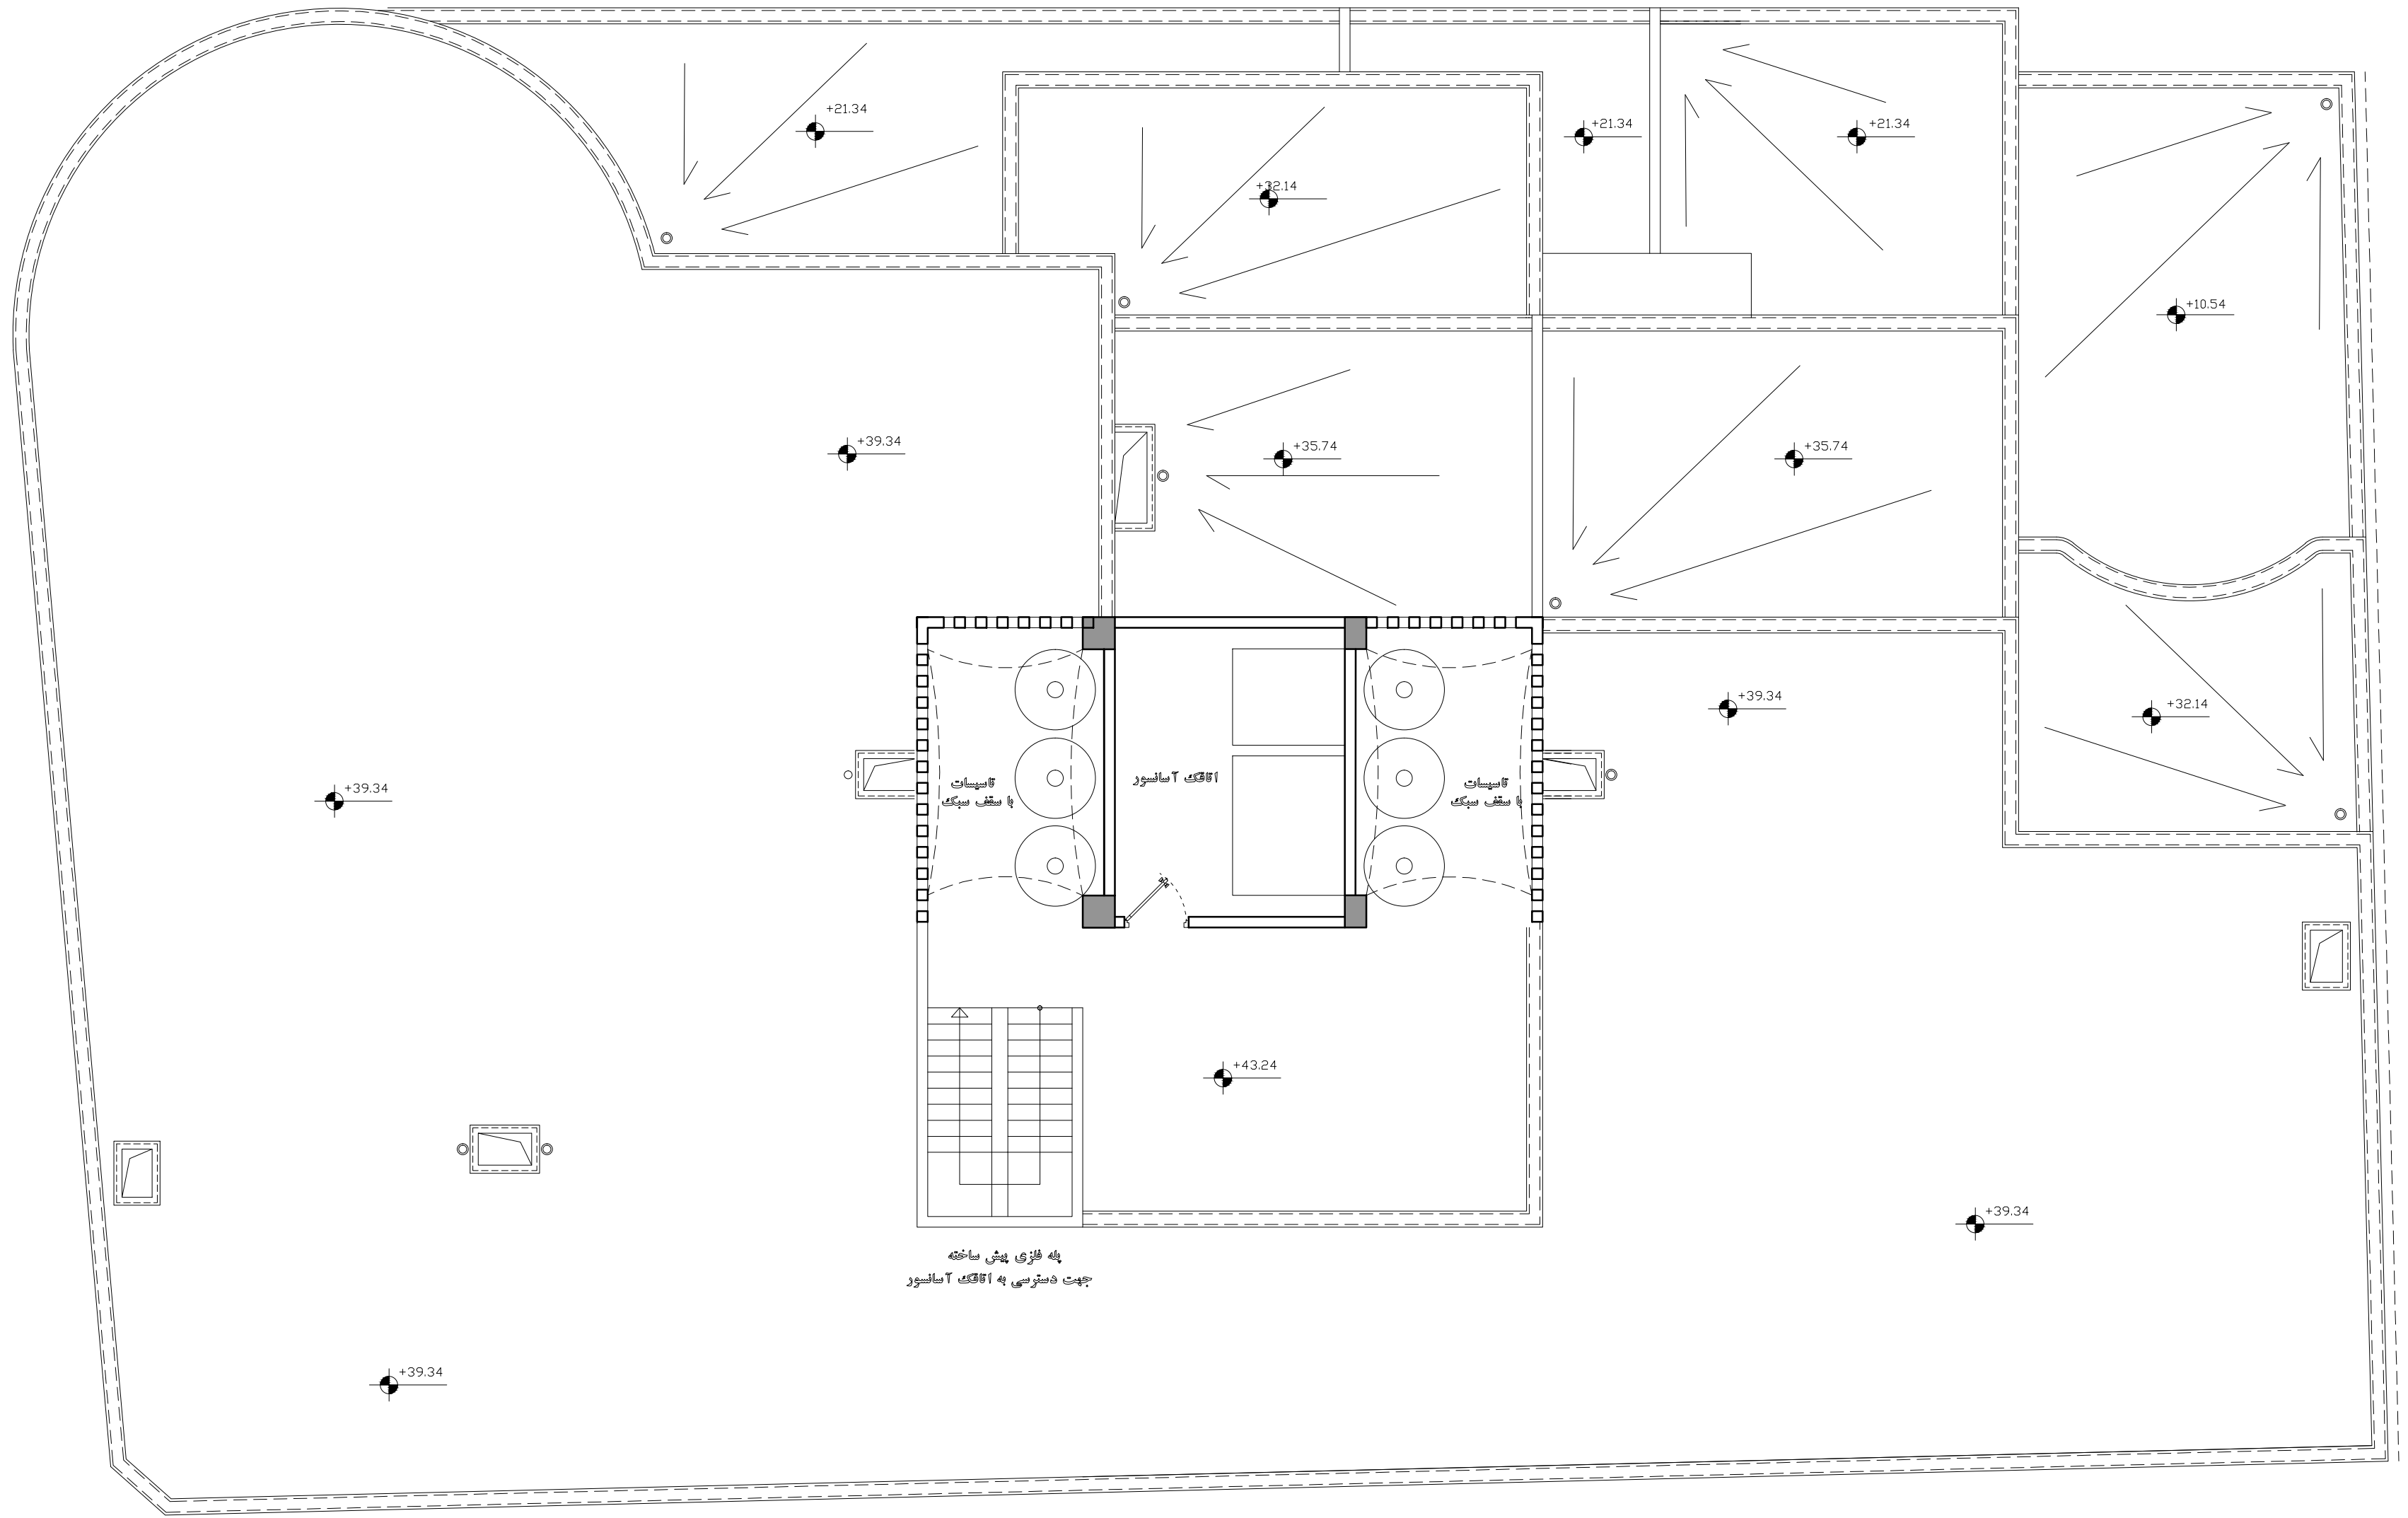 +21.34
+21.34
+21.34
+32.14
+10.54
+39.34
+35.74
+35.74
+39.34
+32.14
تاسیسات
با سقف سبک
اتاقک آسانسور
تاسیسات
با سقف سبک
+39.34
+43.24
+39.34
پله فلزی پیش ساخته
جهت دسترسی به اتاقک آسانسور
+39.34